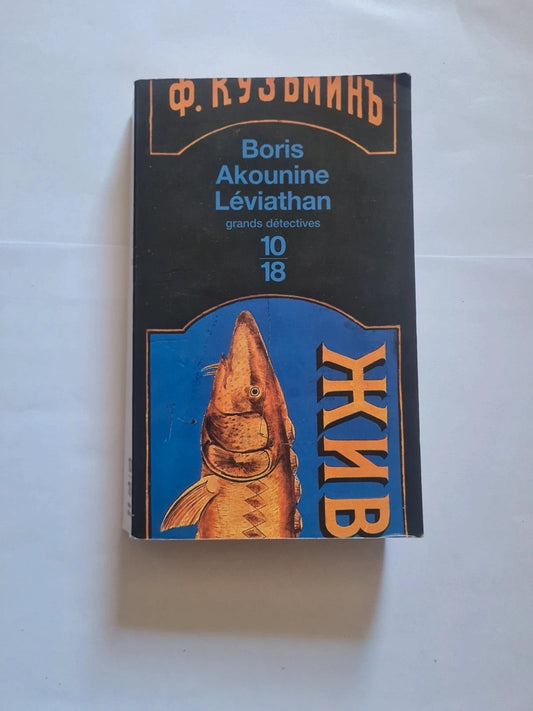 Ф. КУЗЬМИНЪ
Boris
Akounine
Léviathan
grands détectives
10
18
ЖИВ